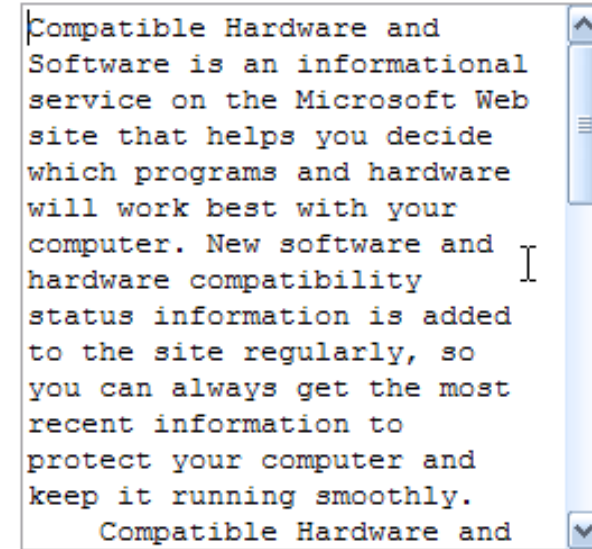 Compatible Hardware and
Software is an informational
service on the Microsoft Web
site that helps you decide
which programs and hardware
will work best with your
computer. New software and
hardware compatibility
status information is added
to the site regularly, so
you can always get the most
recent information to
protect your computer and
keep it running smoothly.
    Compatible Hardware and